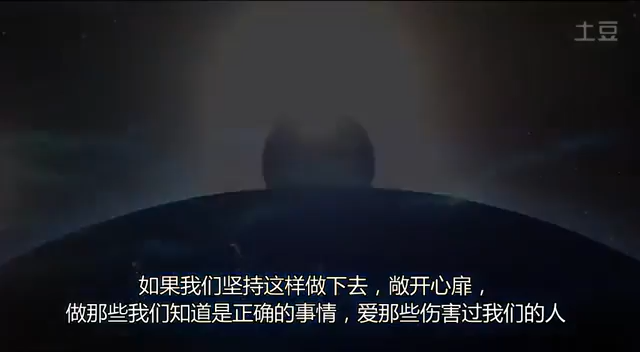 土豆
如果我们坚持这样做下去，敞开心扉，
做那些我们知道是正确的事情，爱那些伤害过我们的人